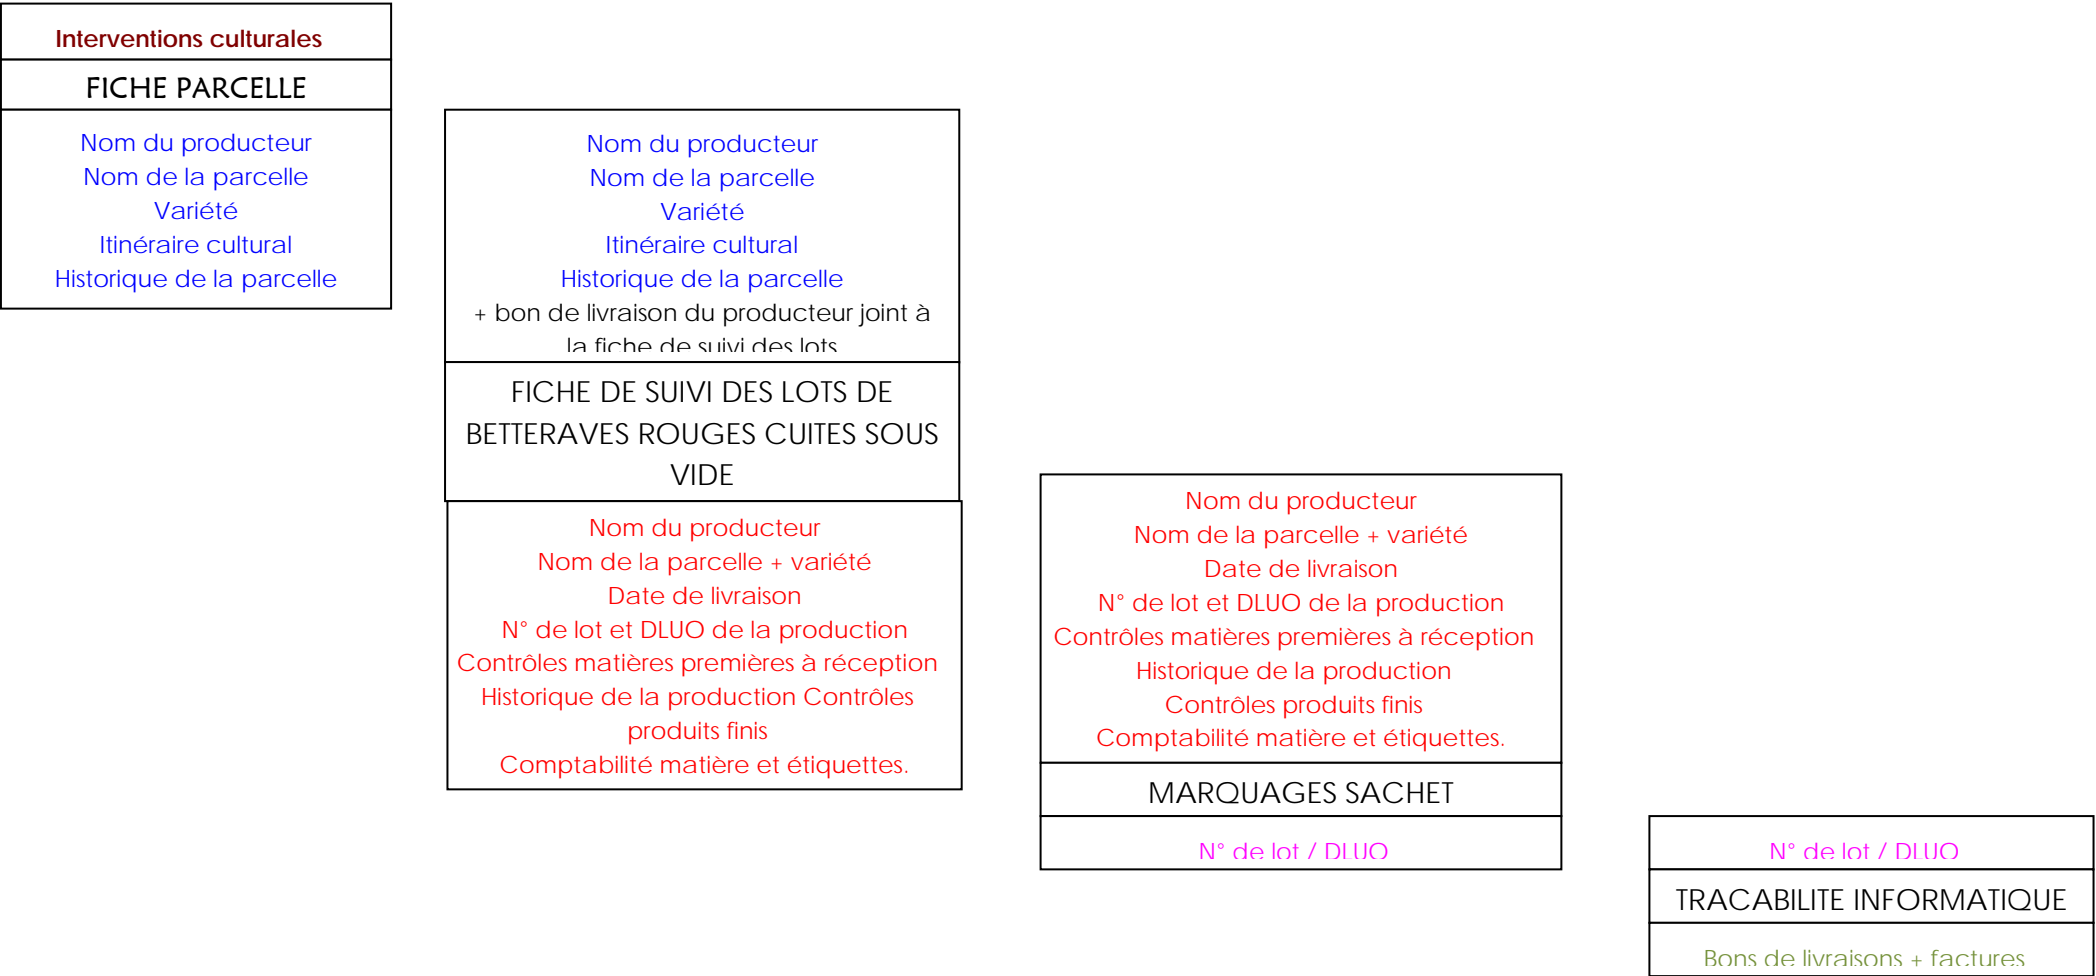 Interventions culturales
FICHE PARCELLE
Nom du producteur
Nom de la parcelle
Variété
Itinéraire cultural
Historique de la parcelle
Nom du producteur
Nom de la parcelle
Variété
Itinéraire cultural
Historique de la parcelle
+ bon de livraison du producteur joint à
la fiche de suivi des lots
FICHE DE SUIVI DES LOTS DE
BETTERAVES ROUGES CUITES SOUS
VIDE
Nom du producteur
Nom de la parcelle + variété
Date de livraison
N° de lot et DLUO de la production
Contrôles matières premières à réception
Historique de la production Contrôles
produits finis
Comptabilité matière et étiquettes.
Nom du producteur
Nom de la parcelle + variété
Date de livraison
N° de lot et DLUO de la production
Contrôles matières premières à réception
Historique de la production
Contrôles produits finis
Comptabilité matière et étiquettes.
MARQUAGES SACHET
N° de lot / DLUO
N° de lot / DLUO
TRACABILITE INFORMATIQUE
Bons de livraisons + factures